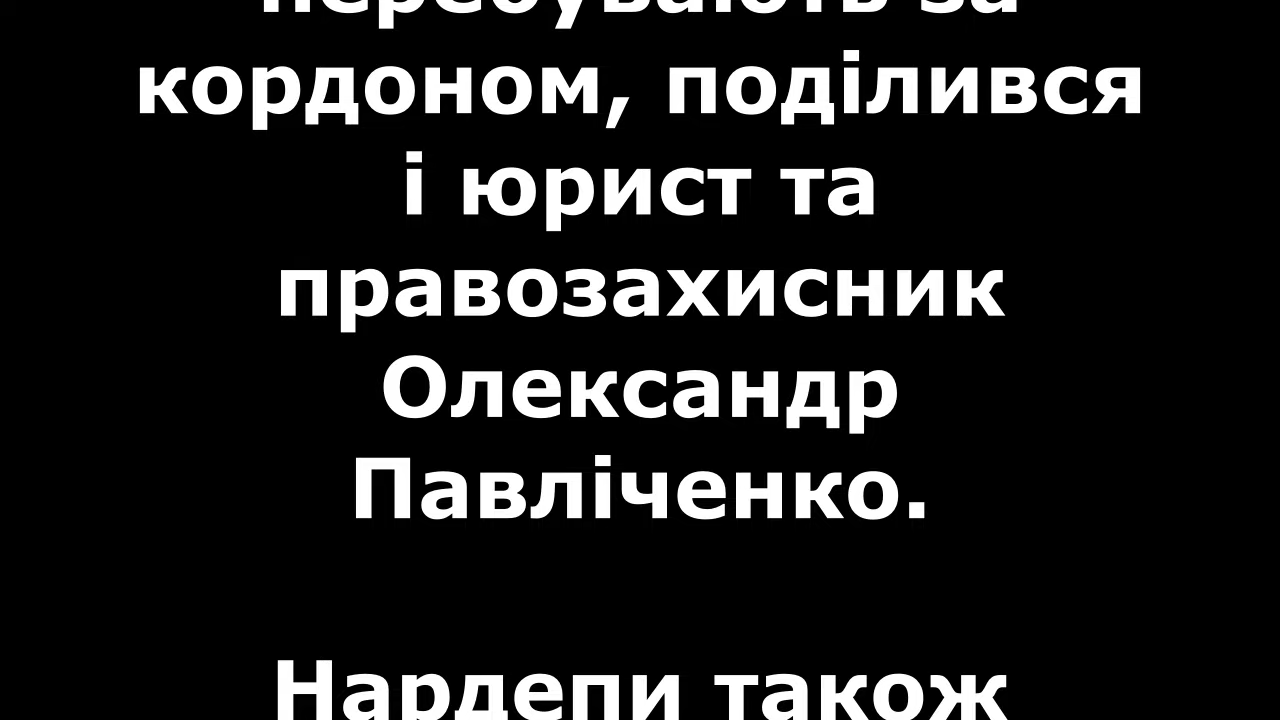 перебувають за
кордоном, поділився
і юрист та
правозахисник
Олександр
Павліченко.
Нардепи також